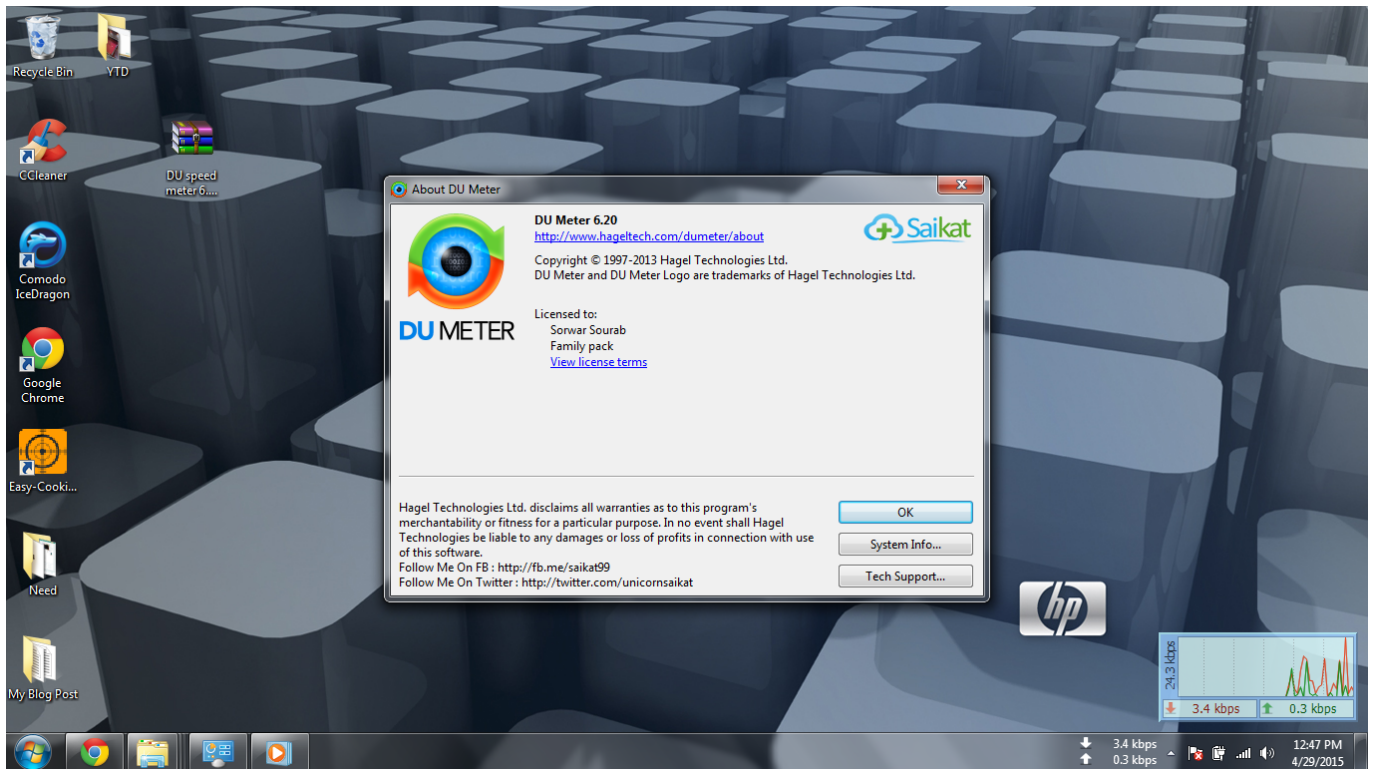 Recycle Bin
YTD
CCleaner
DU speed
meter 6....
Comodo
IceDragon
Google
Chrome
Easy-Cooki...
Need
My Blog Post
About DU Meter
DU Meter 6.20
http://www.hageltech.com/dumeter/about
Saikat
Copyright © 1997-2013 Hagel Technologies Ltd.
DU Meter and DU Meter Logo are trademarks of Hagel Technologies Ltd.
DU METER
Licensed to:
Sorwar Sourab
Family pack
View license terms
Hagel Technologies Ltd. disclaims all warranties as to this program's
merchantability or fitness for a particular purpose. In no event shall Hagel
Technologies be liable to any damages or loss of profits in connection with use
of this software.
Follow Me On FB : http://fb.me/saikat99
Follow Me On Twitter : http://twitter.com/unicornsaikat
OK
System Info...
Tech Support...
hp
24.3 kbps
3.4 kbps
0.3 kbps
3.4 kbps
0.3 kbps
12:47 PM
4/29/2015